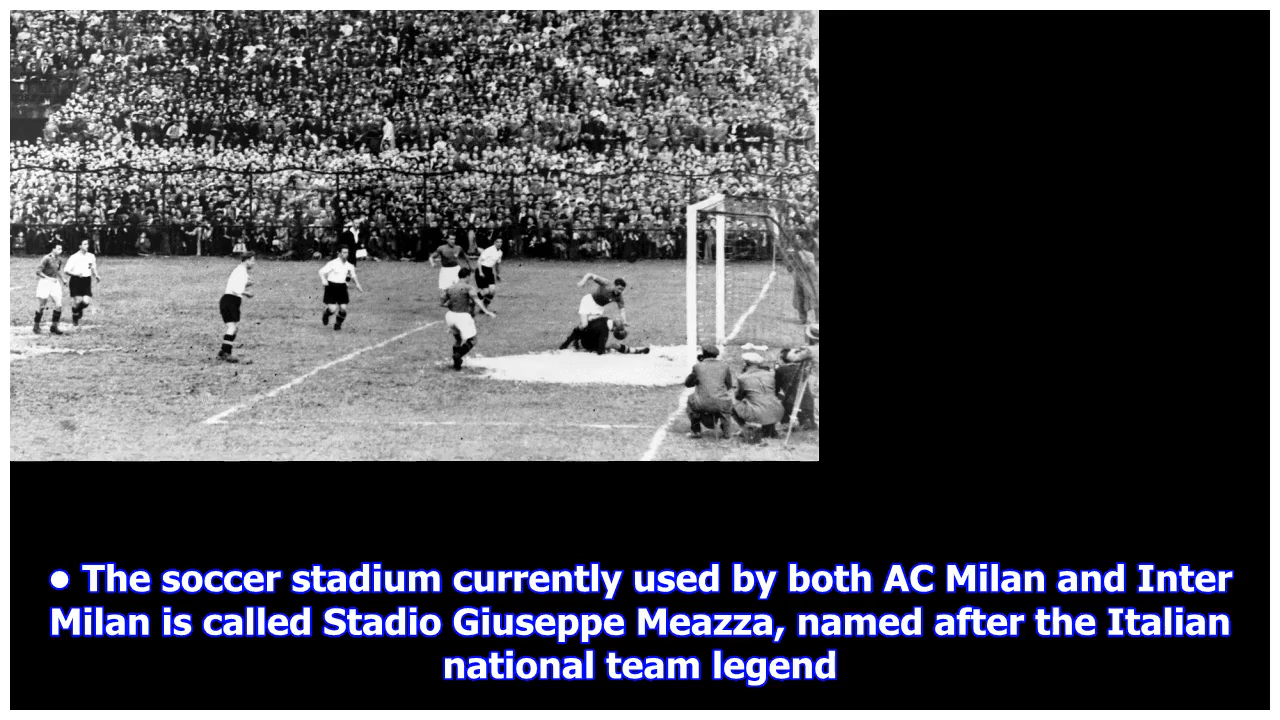 • The soccer stadium currently used by both AC Milan and Inter
Milan is called Stadio Giuseppe Meazza, named after the Italian
national team legend